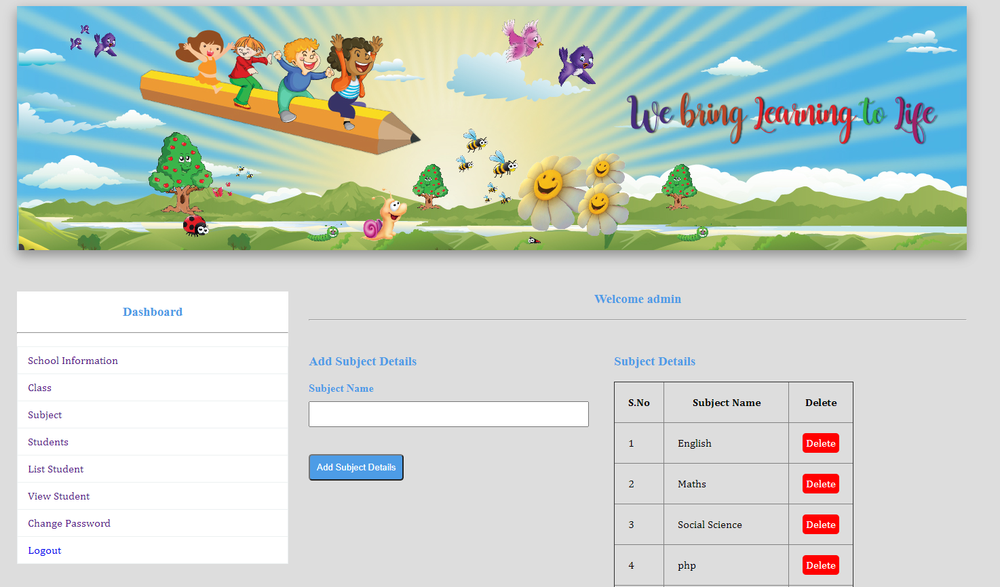 We bring Learning to Life
Welcome admin
Dashboard
School Information
Class
Subject
Students
List Student
View Student
Change Password
Logout
Add Subject Details
Subject Name
Add Subject Details
Subject Details
S.No Subject Name Delete
1 English Delete
2 Maths Delete
3 Social Science Delete
4 php Delete